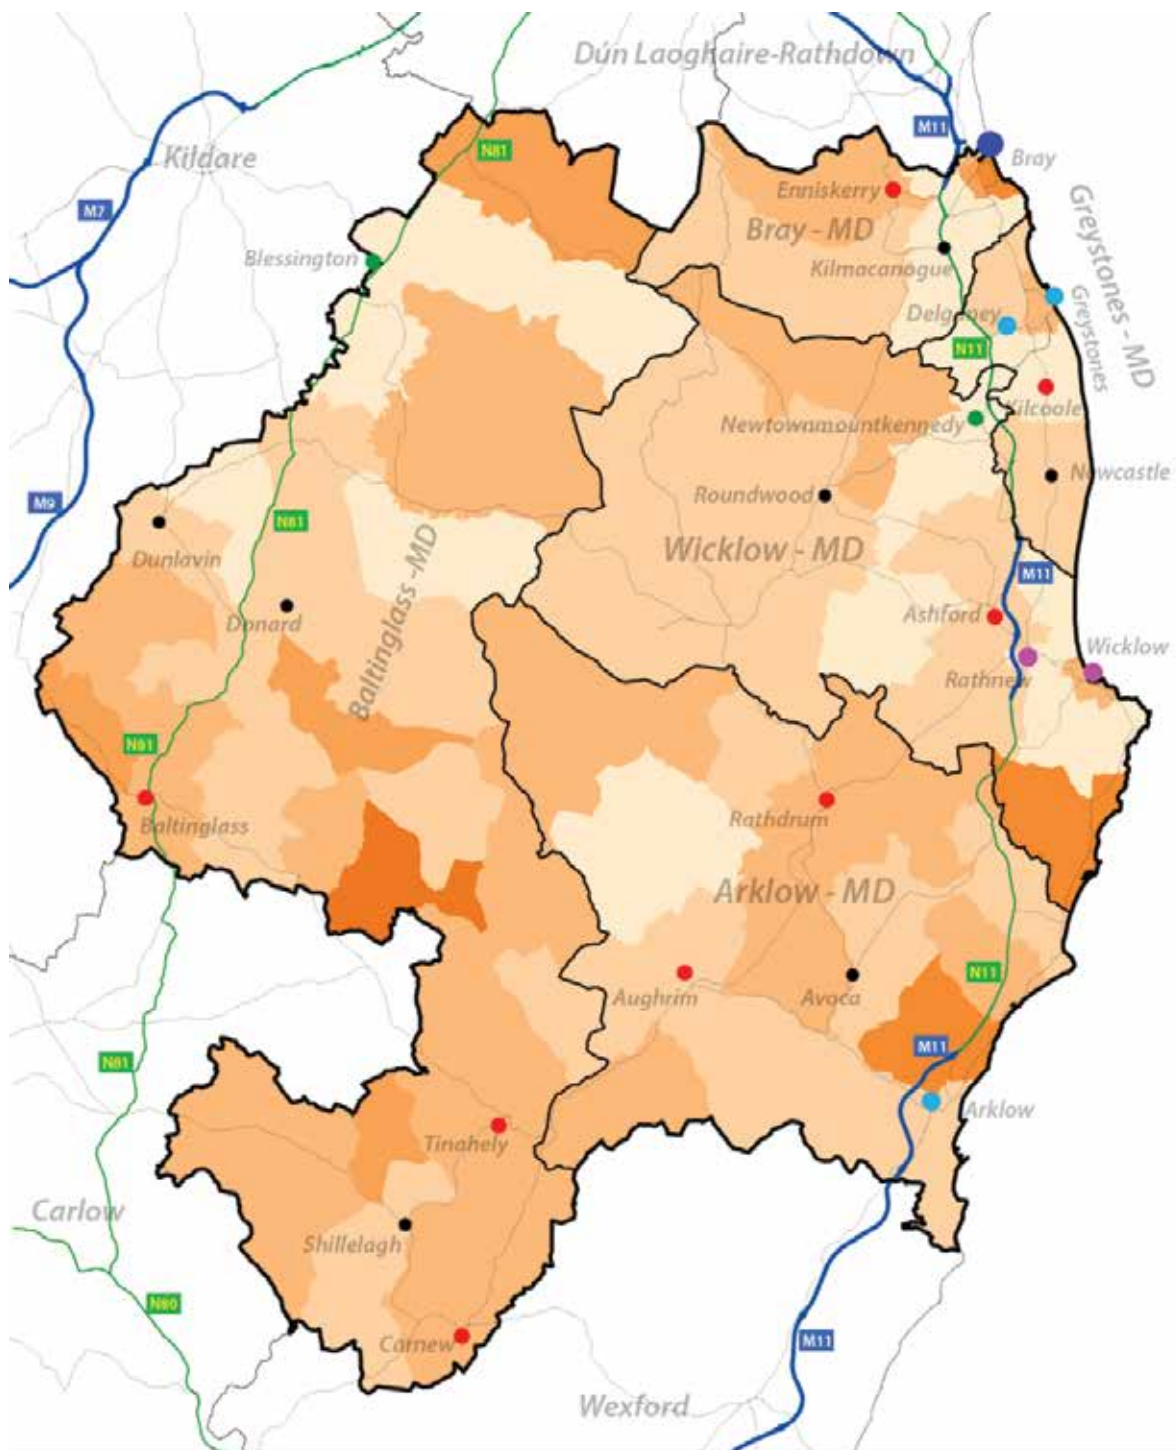 Dún Laoghaire-Rathdown
M11
N81
Kildare
Bray
Enniskerry
M7
Bray - MD
Greystones - MD
Blessington
Kilmacanogue
Delganey
Greystones
N11
Kilcoole
Newtownmountkennedy
Newcastle
Roundwood
M9
N81
Wicklow - MD
Dunlavin
M11
Baltinglass -MD
Donard
Ashford
Wicklow
Rathnew
N81
Baltinglass
Rathdrum
Arklow - MD
N11
Aughrim
Avoca
M11
N81
Arklow
Tinahely
Carlow
Shillelagh
N80
Carnew
M11
Wexford